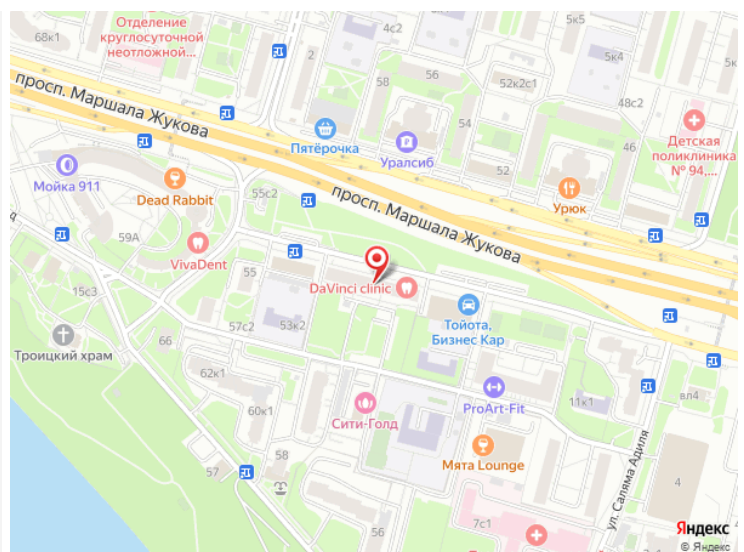 68к1
Отделение
круглосуточной
неотложной...
4
2
58
56
5к5
5к4
5к3
52к2с1
48с2
54
52
46
просп. Маршала Жукова
Пятёрочка
Уралсиб
Детская
поликлиника
№ 94,...
Мойка 911
Dead Rabbit
55с2
просп. Маршала Жукова
Урюк
59А
VivaDent
15с3
55
DaVinci clinic
Троицкий храм
66
57с2
53к2
Тойота,
Бизнес Кар
62к1
60к1
Сити-Голд
ProArt-Fit
11к1
вл4
58
57
56
Мята Lounge
ул. Саляма Адиля
4
7с1
Яндекс
© Яндекс